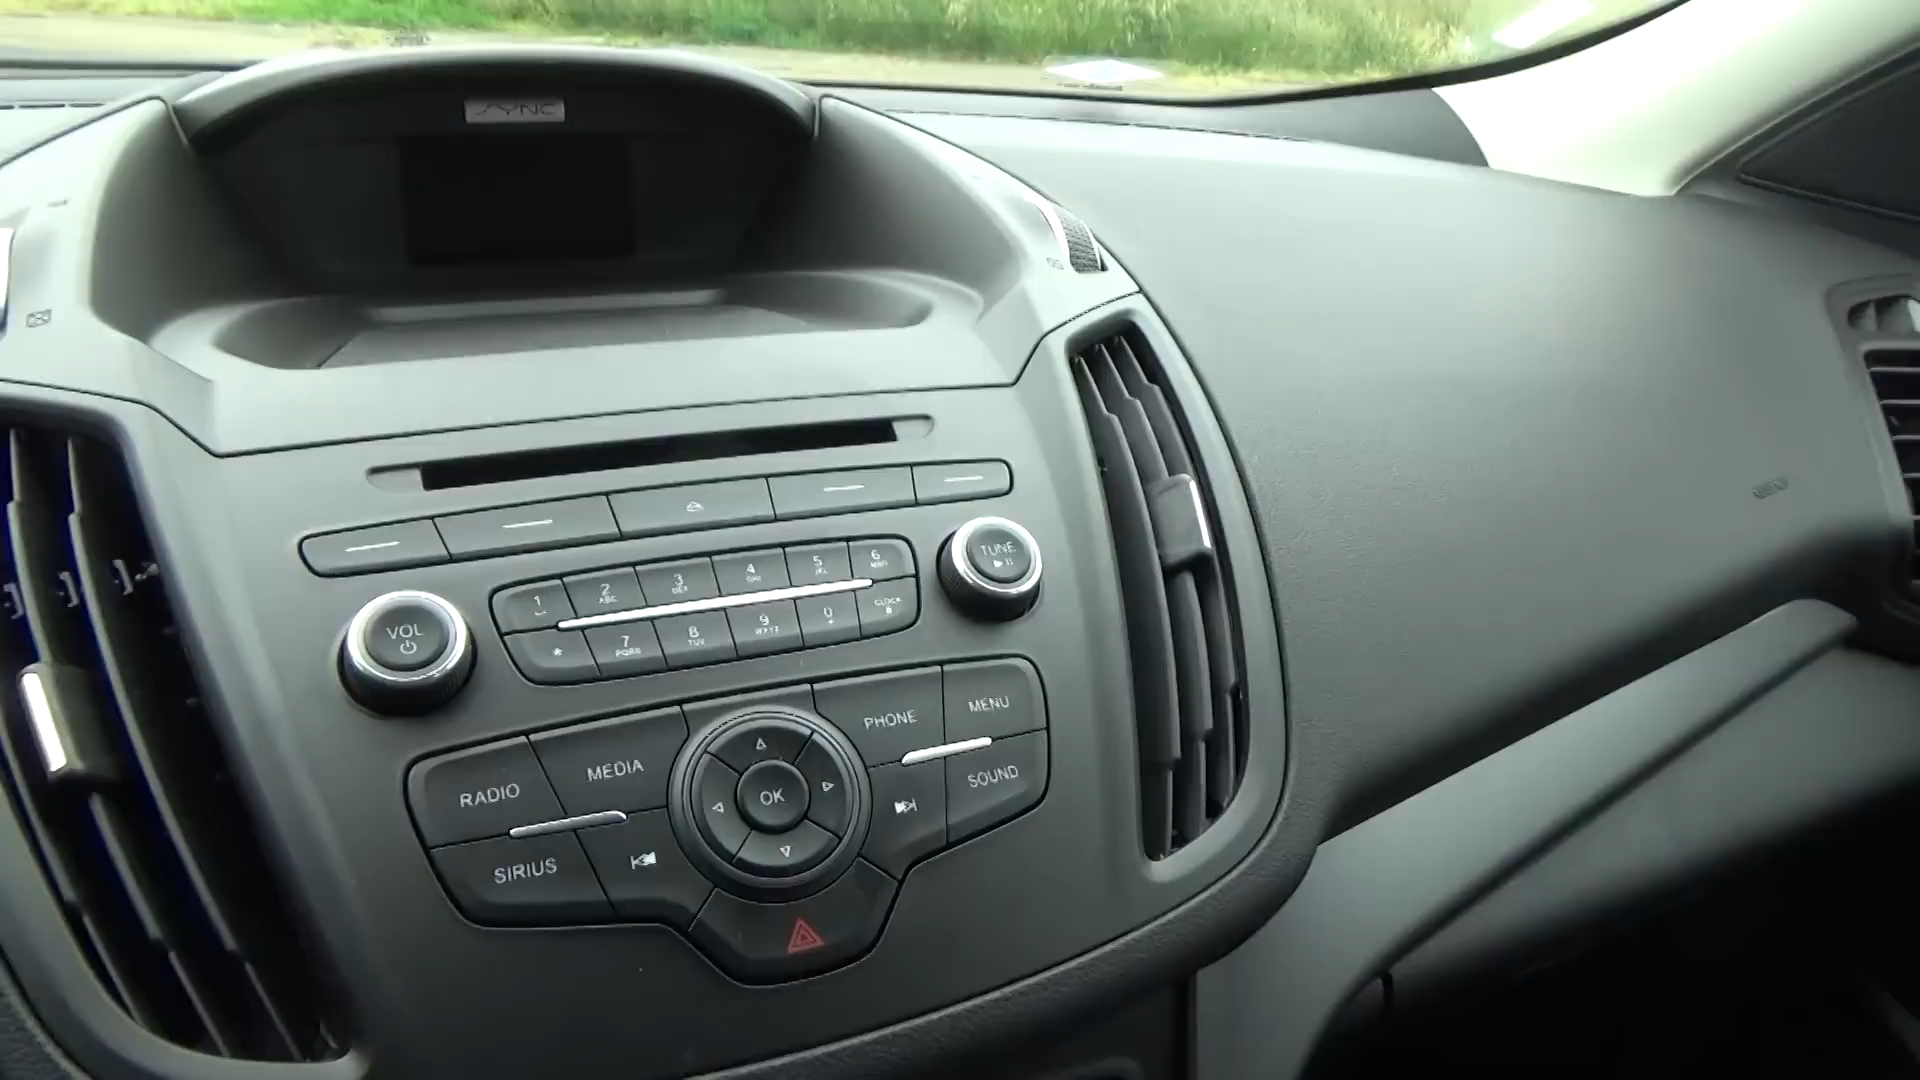 SYNC
1
2 ABC
3 DEF
4 GHI
5 JKL
6 MNO
*
7 PQRS
8 TUV
9 WXYZ
0
CLOCK
VOL
TUNE
RADIO
MEDIA
PHONE
MENU
SIRIUS
OK
SOUND